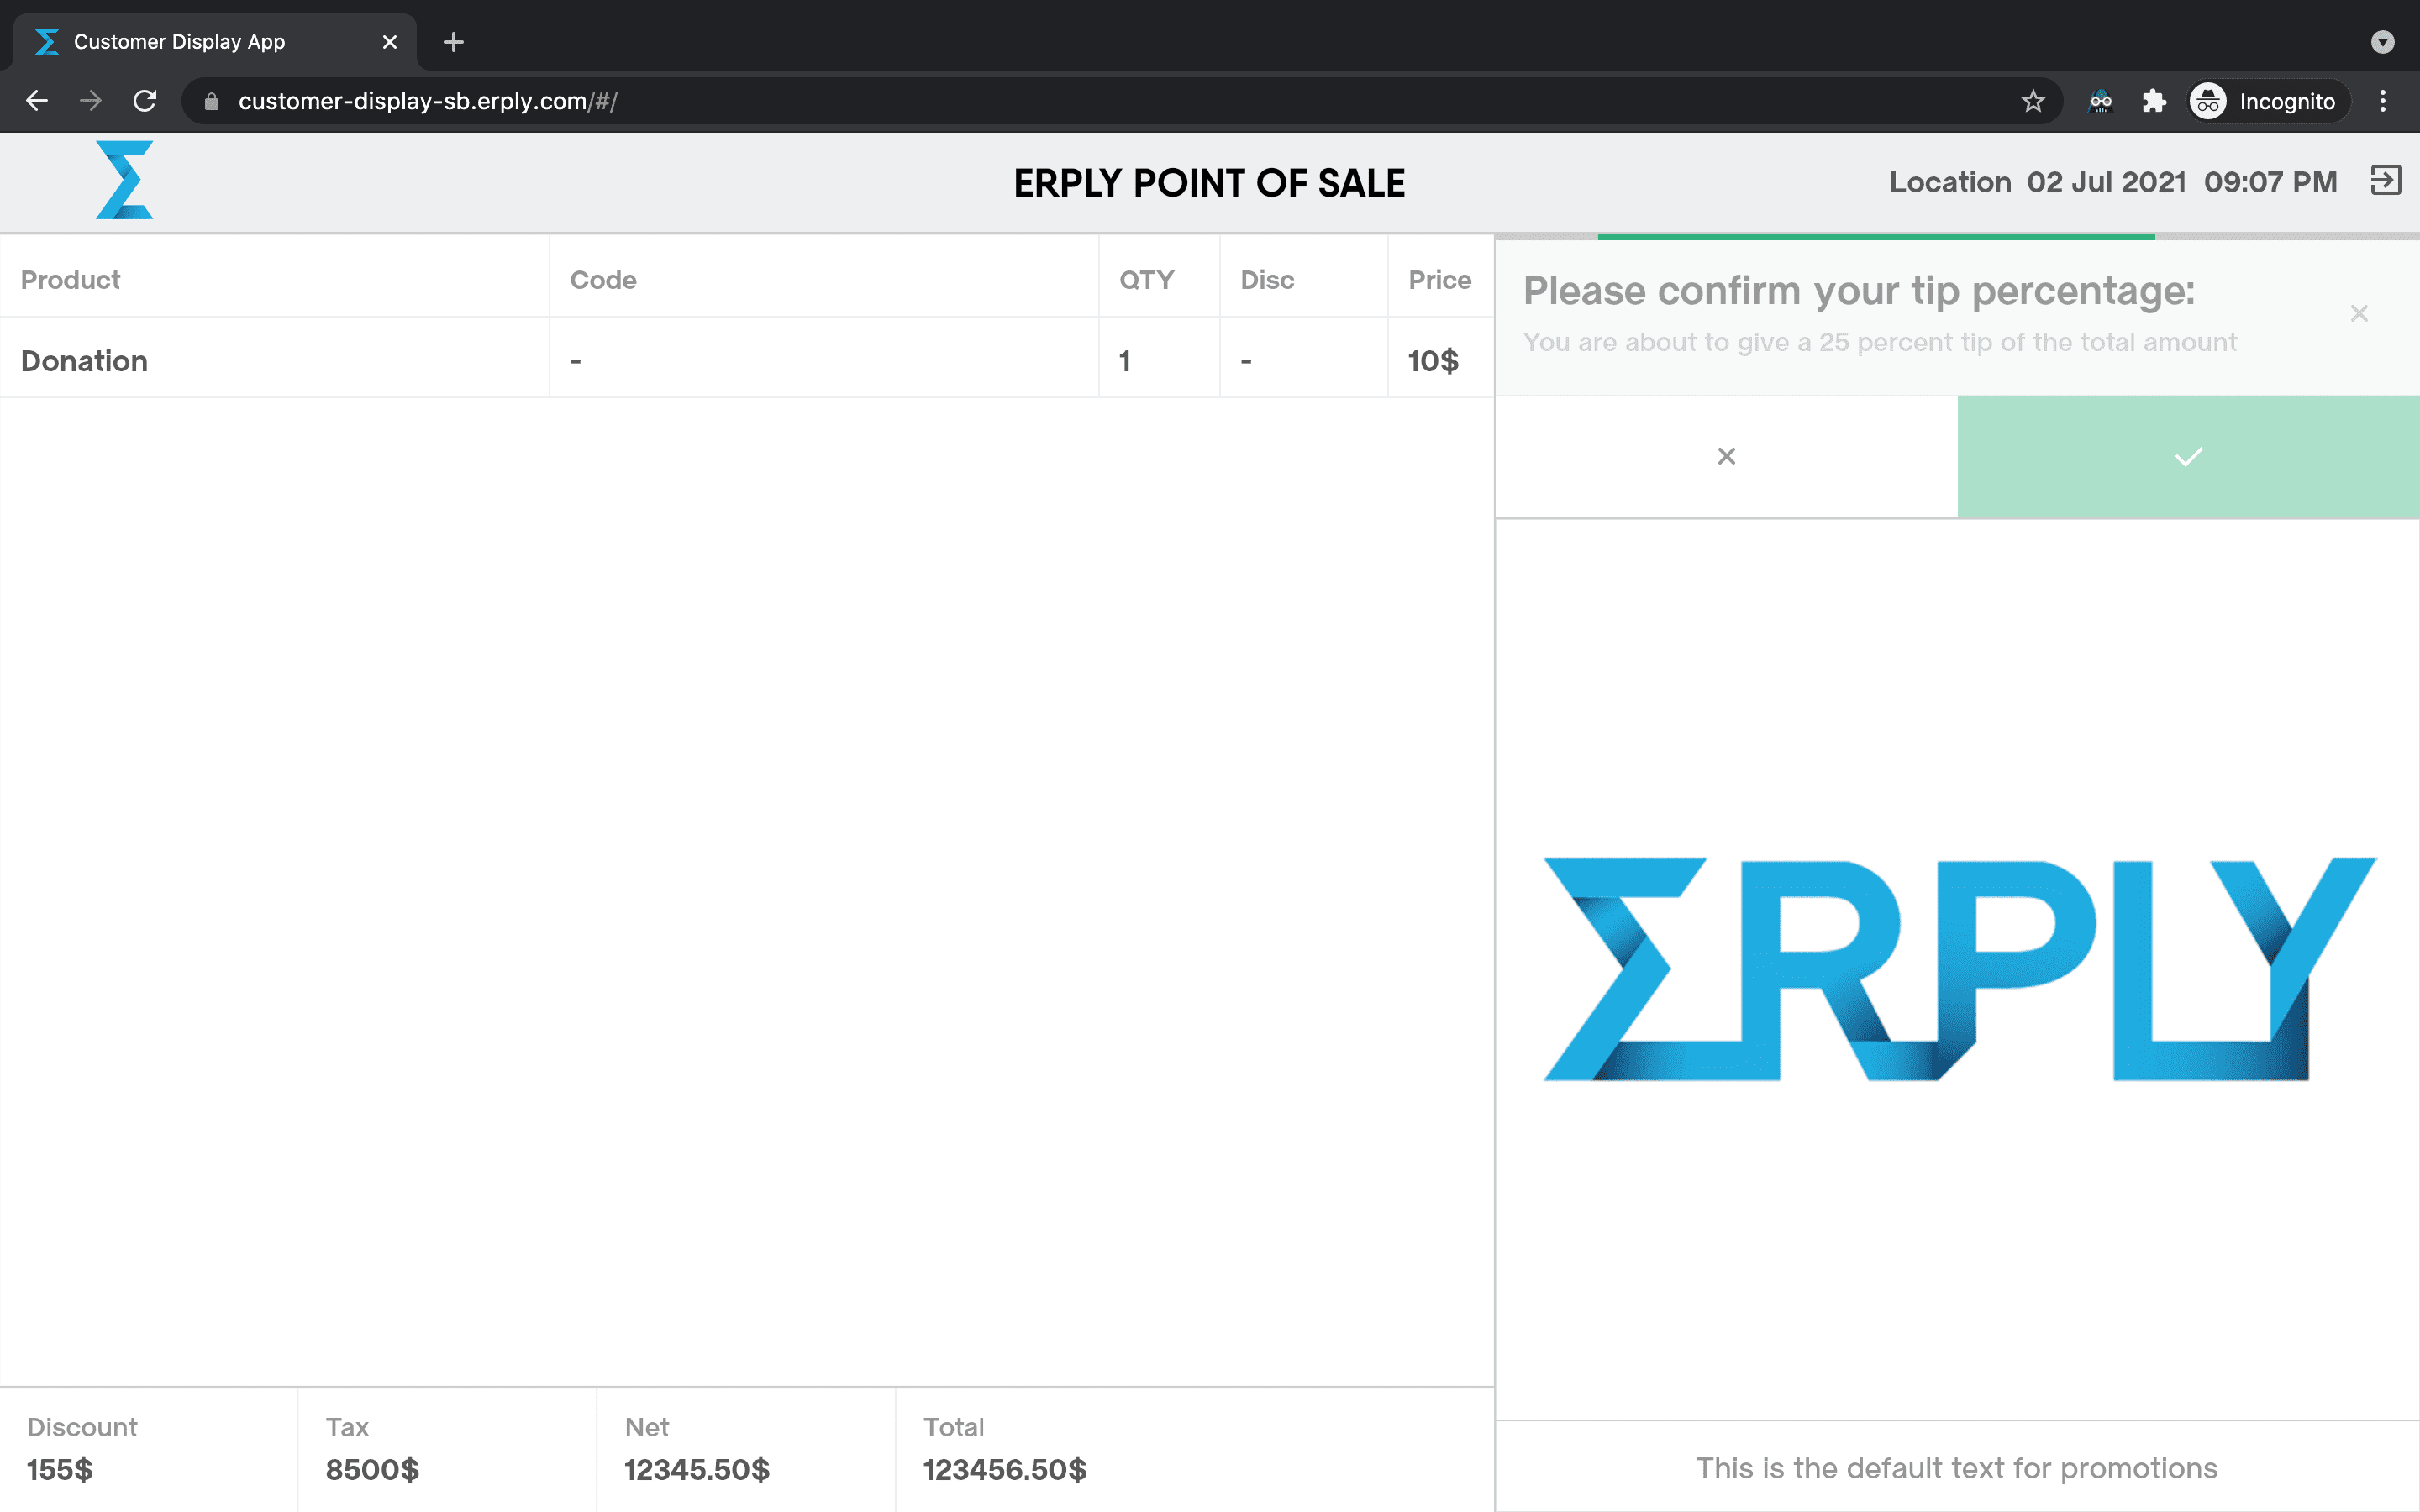 Customer Display App
customer-display-sb.erply.com/#/
Incognito
ERPLY POINT OF SALE
Location 02 Jul 2021 09:07 PM
Product Code QTY Disc Price
Donation - 1 - 10$
Please confirm your tip percentage:
You are about to give a 25 percent tip of the total amount
ERPLY
Discount Tax Net Total
155$ 8500$ 12345.50$ 123456.50$
This is the default text for promotions